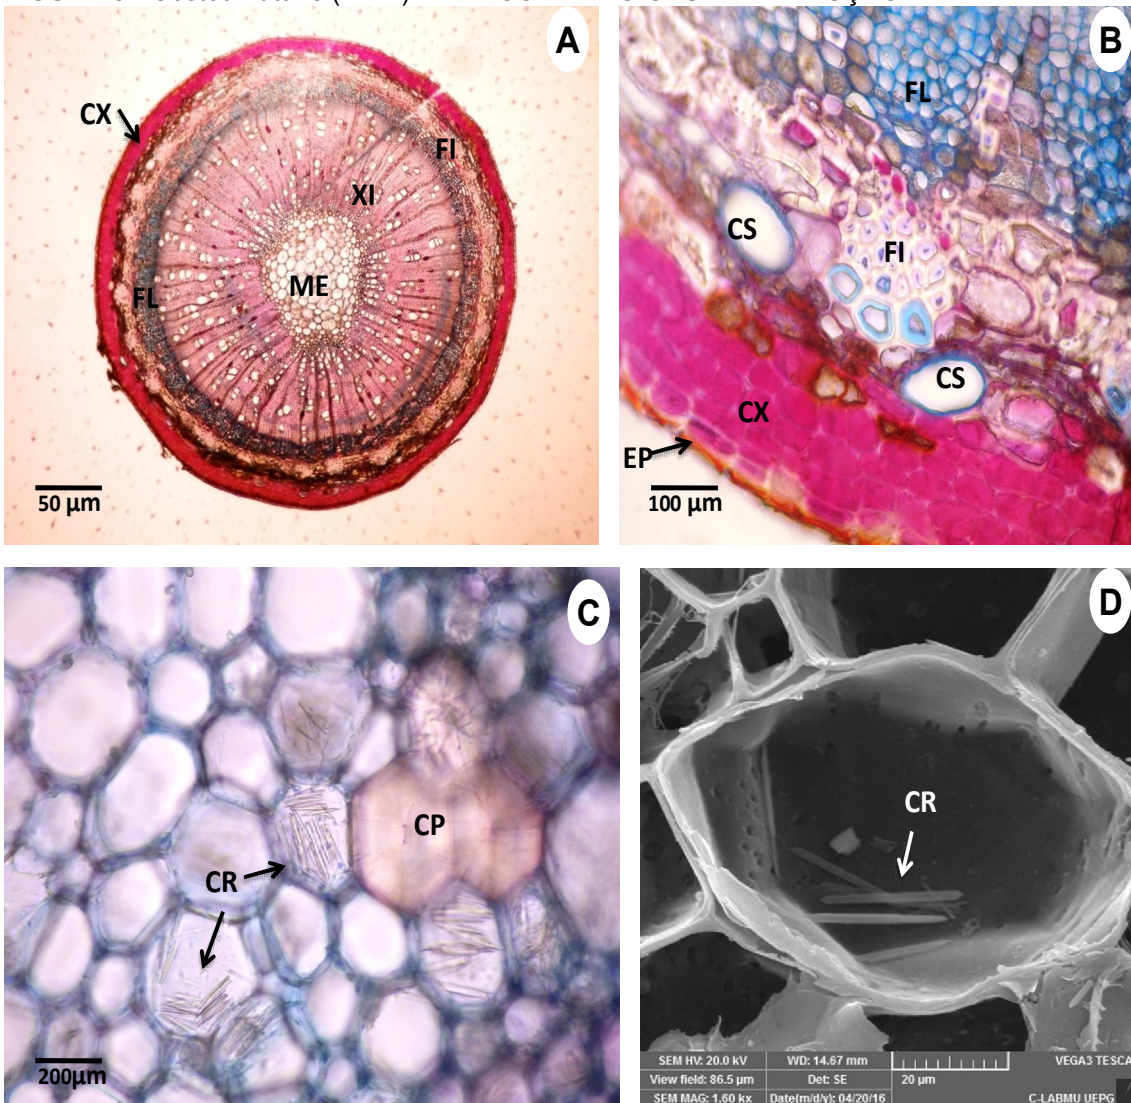 A
CX
FI
XI
ME
FL
50 µm
B
FL
CS
FI
CS
CX
EP
100 µm
C
CP
CR
200µm
D
CR
SEM HV: 20.0 kV
WD: 14.67 mm
VEGA3 TESCA
View field: 86.5 µm
Det: SE
20 µm
SEM MAG: 1.60 kx
Date(m/d/y): 04/20/16
C-LABMU UEPG